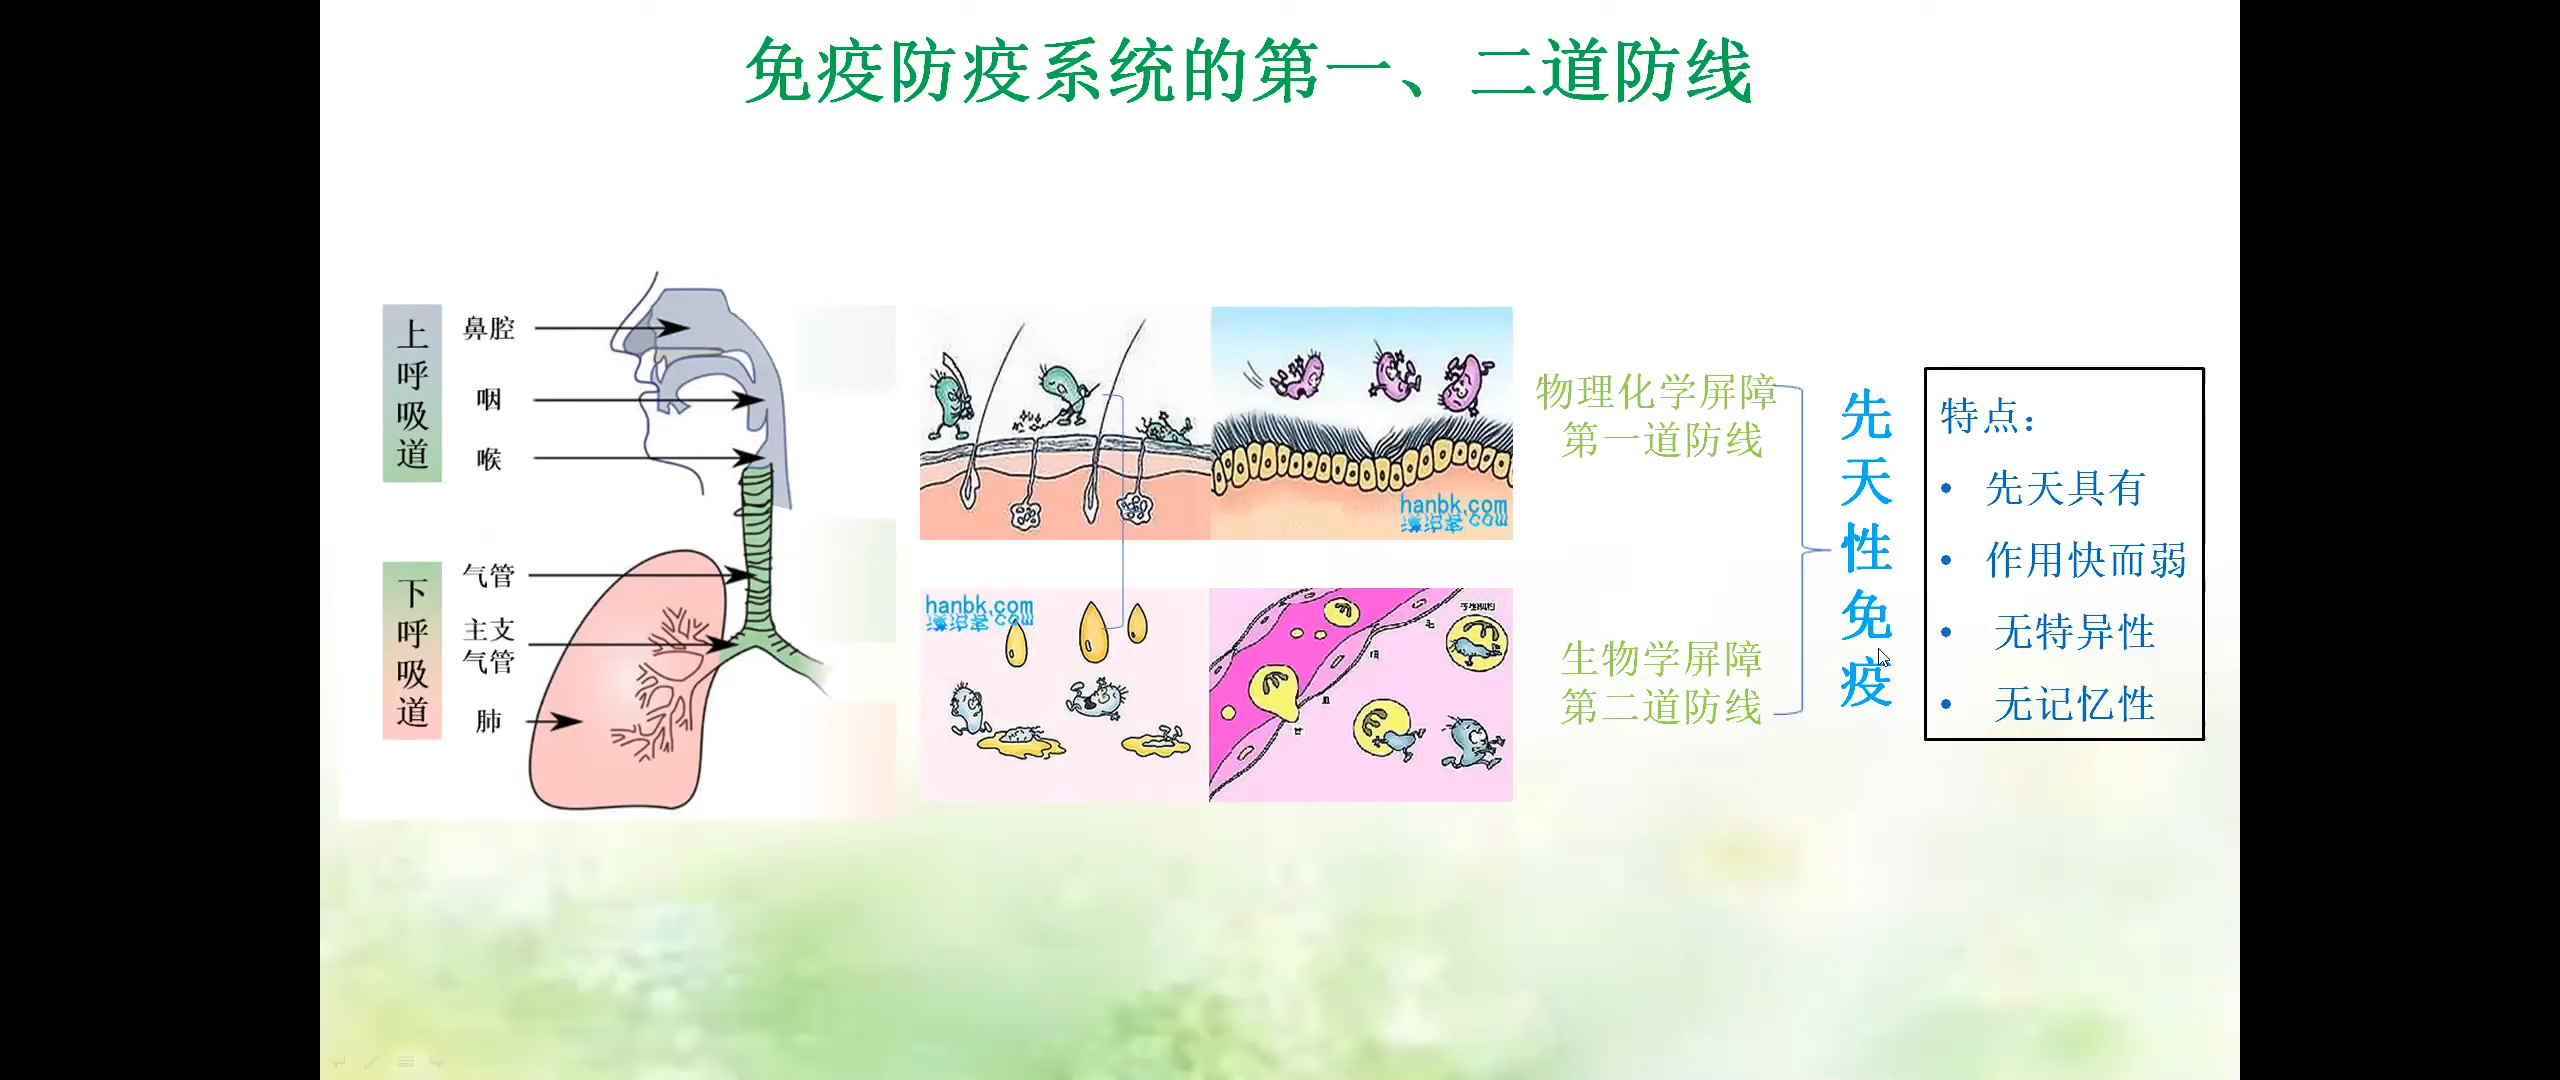 免疫防疫系统的第一、二道防线
上呼吸道
鼻腔
咽
喉
下呼吸道
气管
主支
气管
肺
hanbk.com
hanbk.com
物理化学屏障
第一道防线
生物学屏障
第二道防线
先天性免疫
特点：
• 先天具有
• 作用快而弱
• 无特异性
• 无记忆性